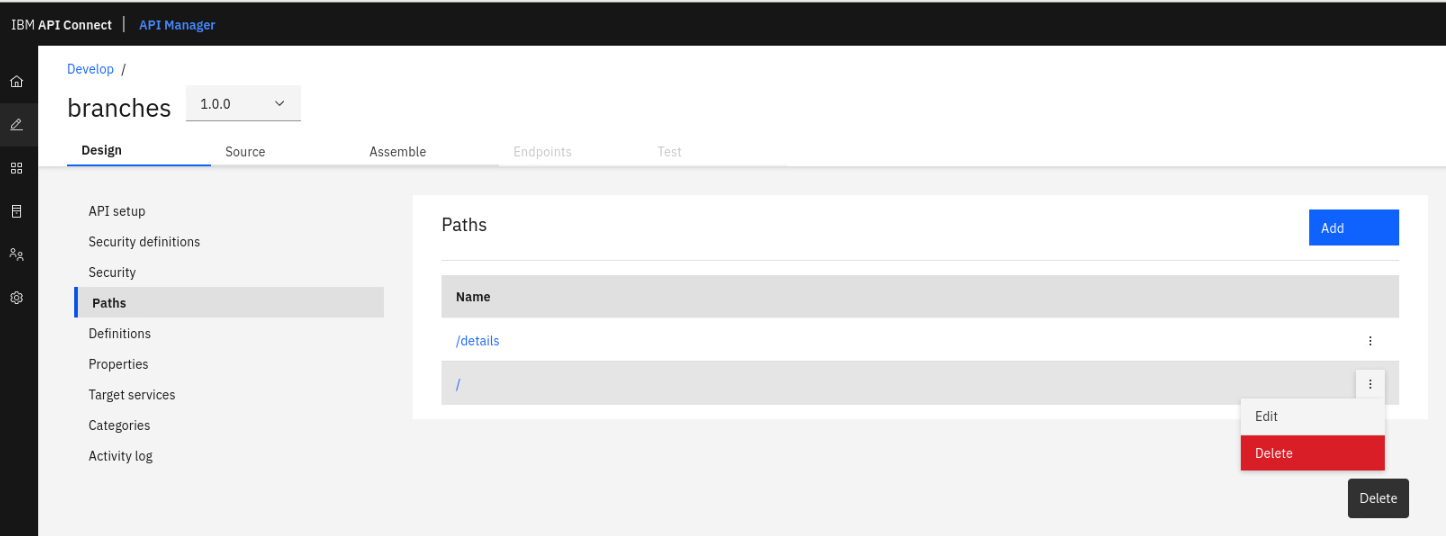 IBM API Connect | API Manager
Develop /
branches 1.0.0
Design Source Assemble Endpoints Test
API setup
Security definitions
Security
Paths
Definitions
Properties
Target services
Categories
Activity log
Paths
Add
Name
/details
/
Edit
Delete
Delete